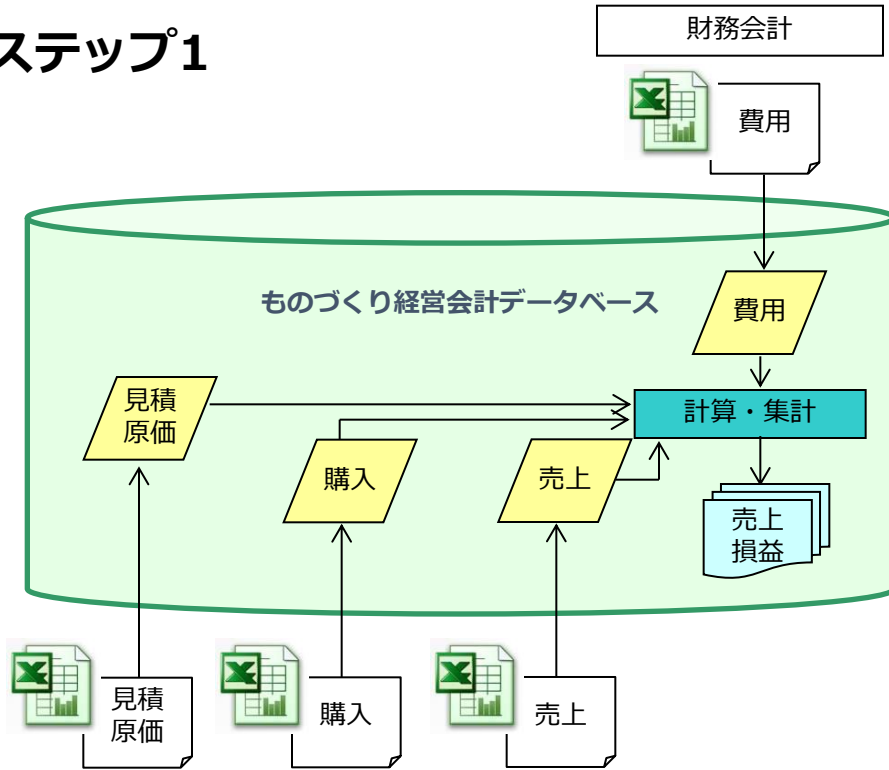 ステップ1
財務会計
費用
ものづくり経営会計データベース
費用
見積
原価
計算・集計
購入
売上
売上
損益
見積
原価
購入
売上